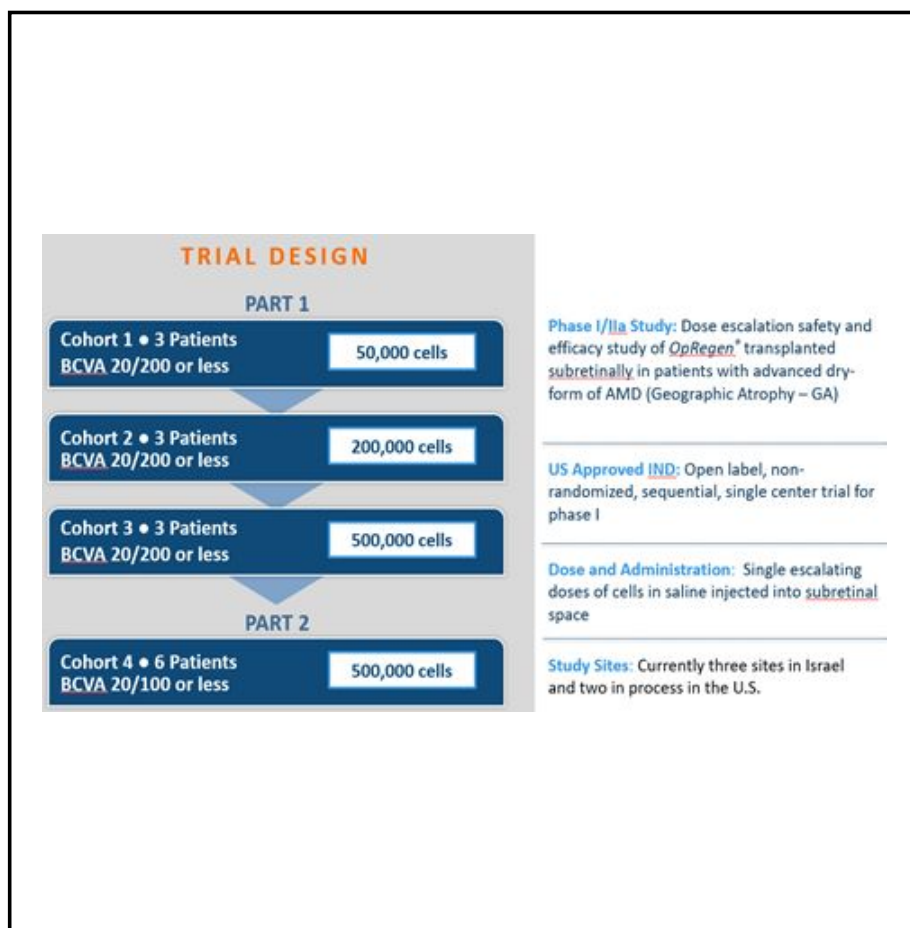 TRIAL DESIGN
PART 1
Cohort 1 ● 3 Patients
BCVA 20/200 or less
50,000 cells
Cohort 2 ● 3 Patients
BCVA 20/200 or less
200,000 cells
Cohort 3 ● 3 Patients
BCVA 20/200 or less
500,000 cells
PART 2
Cohort 4 ● 6 Patients
BCVA 20/100 or less
500,000 cells
Phase I/IIa Study: Dose escalation safety and
efficacy study of OpRegen® transplanted
subretinally in patients with advanced dry-
form of AMD (Geographic Atrophy – GA)
US Approved IND: Open label, non-
randomized, sequential, single center trial for
phase I
Dose and Administration: Single escalating
doses of cells in saline injected into subretinal
space
Study Sites: Currently three sites in Israel
and two in process in the U.S.